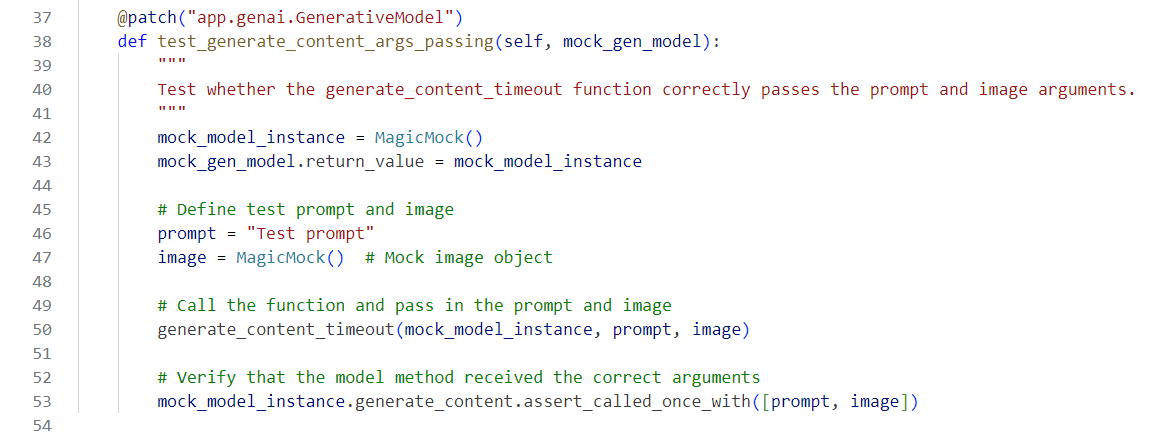 37 @patch("app.genai.GenerativeModel")
38 def test_generate_content_args_passing(self, mock_gen_model):
39 """
40 Test whether the generate_content_timeout function correctly passes the prompt and image arguments.
41 """
42 mock_model_instance = MagicMock()
43 mock_gen_model.return_value = mock_model_instance
44
45 # Define test prompt and image
46 prompt = "Test prompt"
47 image = MagicMock()  # Mock image object
48
49 # Call the function and pass in the prompt and image
50 generate_content_timeout(mock_model_instance, prompt, image)
51
52 # Verify that the model method received the correct arguments
53 mock_model_instance.generate_content.assert_called_once_with([prompt, image])
54